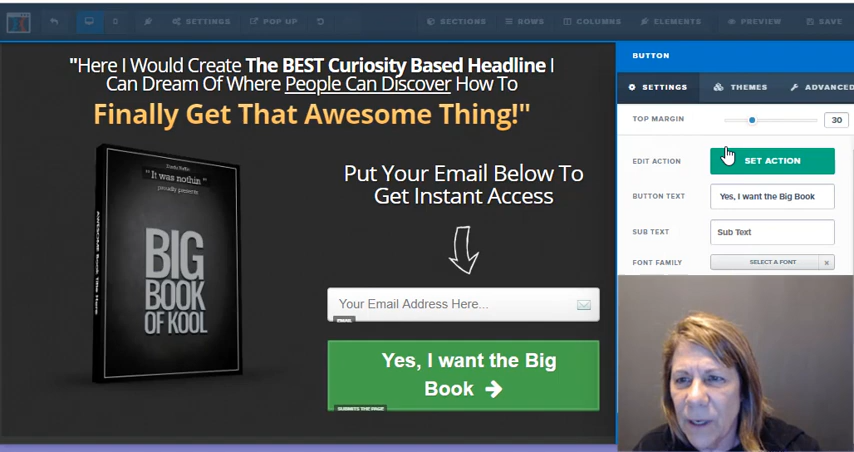 SETTINGS POP UP SECTIONS ROWS COLUMNS ELEMENTS PREVIEW SAVE
"Here I Would Create The BEST Curiosity Based Headline I
Can Dream Of Where People Can Discover How To
Finally Get That Awesome Thing!"
"It was nothin"
proudly presents
BIG
BOOK
OF KOOL
Put Your Email Below To
Get Instant Access
Your Email Address Here...
EMAIL
Yes, I want the Big
Book
SUBMITS THE PAGE
BUTTON
SETTINGS THEMES ADVANCED
TOP MARGIN 30
EDIT ACTION SET ACTION
BUTTON TEXT Yes, I want the Big Book
SUB TEXT Sub Text
FONT FAMILY SELECT A FONT ×